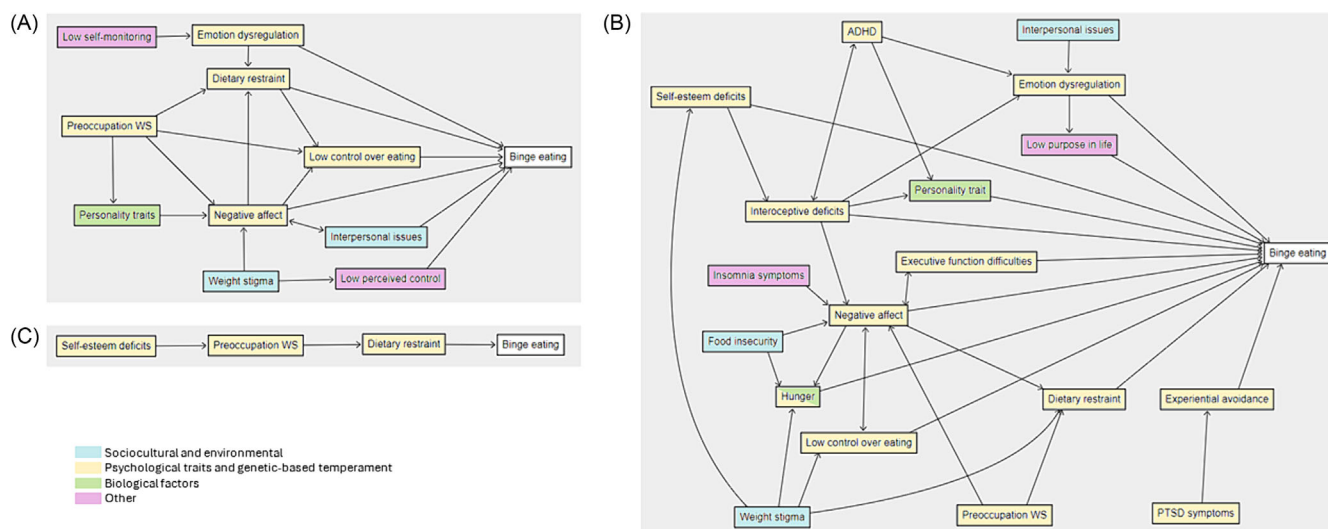 (A)
Low self-monitoring
Emotion dysregulation
Dietary restraint
Preoccupation WS
Low control over eating
Binge eating
Personality traits
Negative affect
Interpersonal issues
Weight stigma
Low perceived control
(B)
ADHD
Interpersonal issues
Self-esteem deficits
Emotion dysregulation
Low purpose in life
Personality trait
Interoceptive deficits
Binge eating
Executive function difficulties
Insomnia symptoms
Negative affect
Food insecurity
Hunger
Dietary restraint
Experiential avoidance
Low control over eating
Weight stigma
Preoccupation WS
PTSD symptoms
(C)
Self-esteem deficits
Preoccupation WS
Dietary restraint
Binge eating
Sociocultural and environmental
Psychological traits and genetic-based temperament
Biological factors
Other